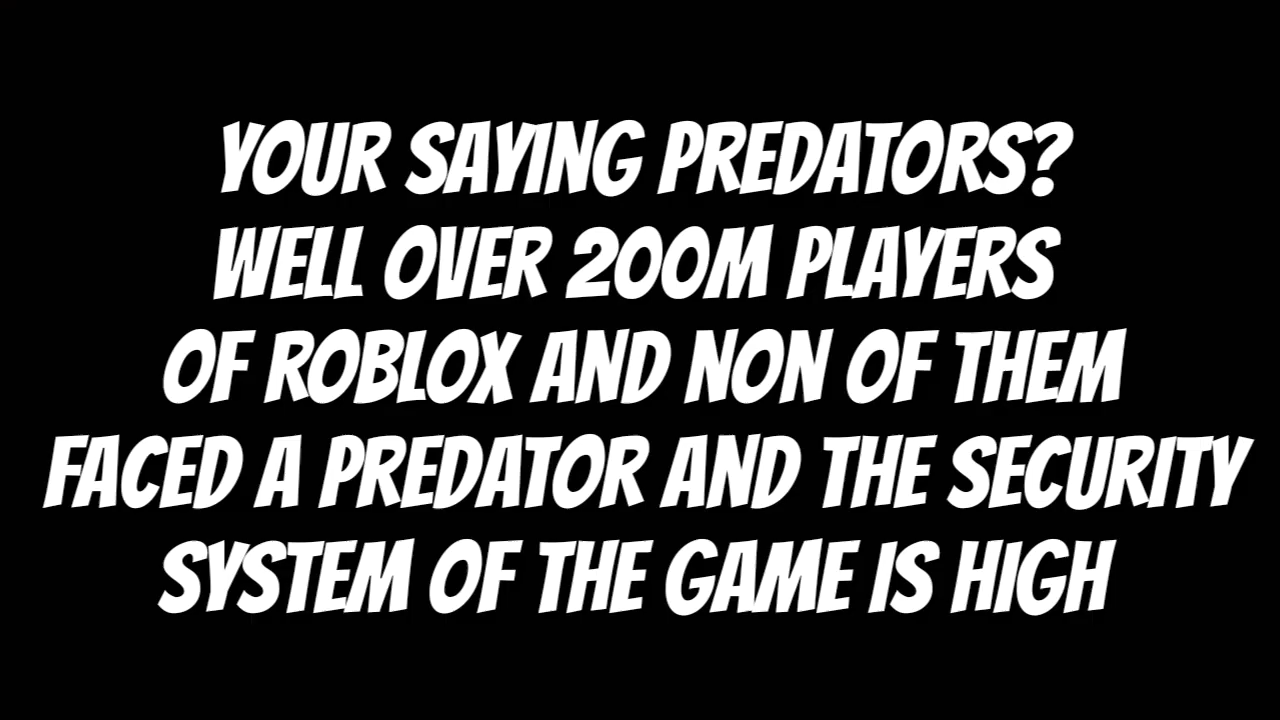 YOUR SAYING PREDATORS?
WELL OVER 200M PLAYERS
OF ROBLOX AND NON OF THEM
FACED A PREDATOR AND THE SECURITY
SYSTEM OF THE GAME IS HIGH